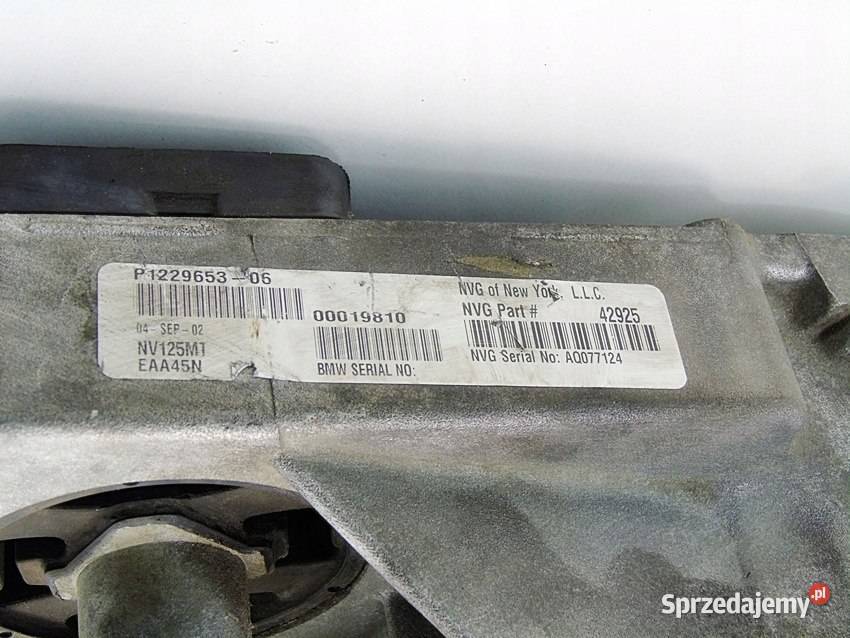 P1229653-06
04-SEP-02
NV125MT
EAA45N
00019810
BMW SERIAL NO:
NVG of New York, L.L.C.
NVG Part # 42925
NVG Serial No: AQ077124
Sprzedajemy.pl